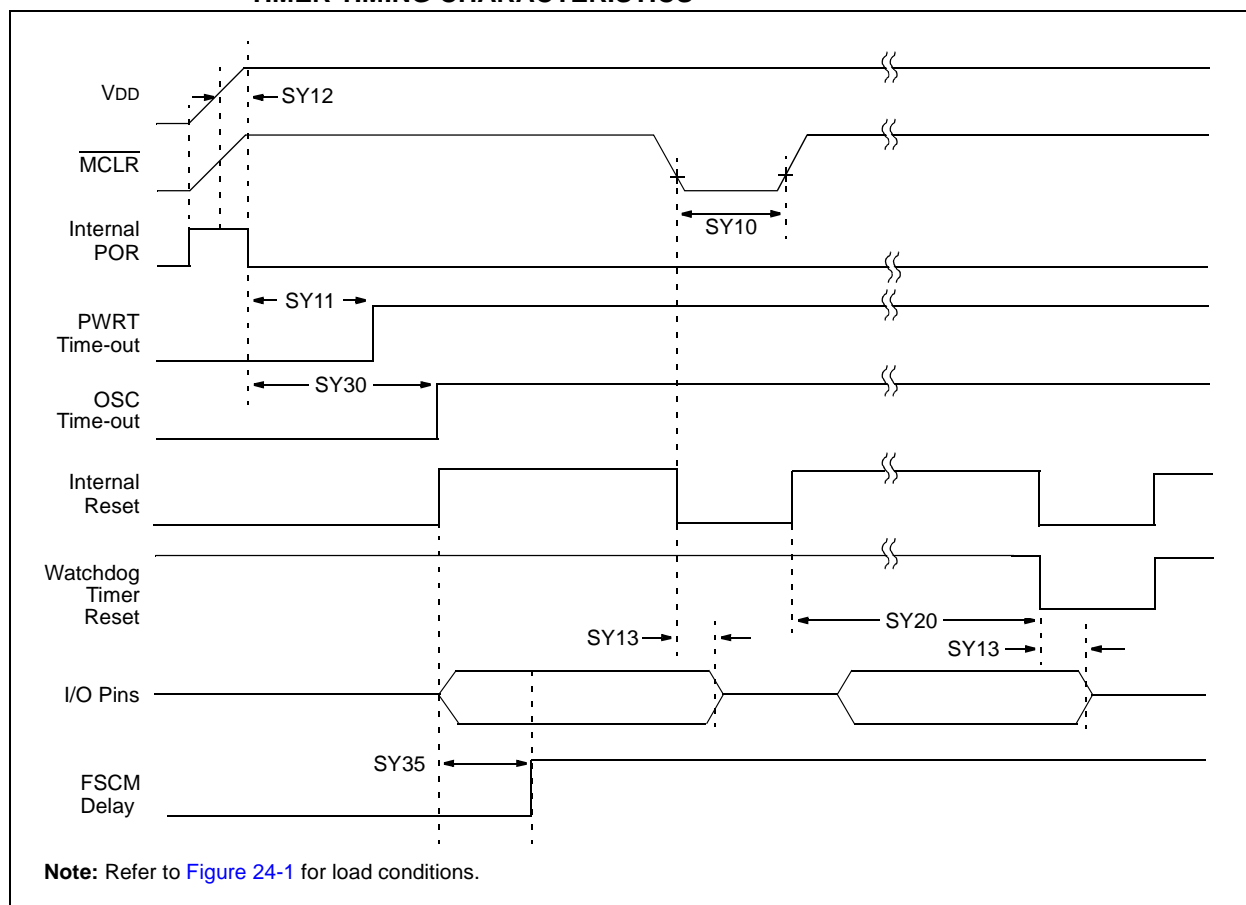 TIMER TIMING CHARACTERISTICS
VDD
SY12
MCLR
SY10
Internal
POR
SY11
PWRT
Time-out
SY30
OSC
Time-out
Internal
Reset
Watchdog
Timer
Reset
SY20
SY13
SY13
I/O Pins
SY35
FSCM
Delay
Note: Refer to Figure 24-1 for load conditions.